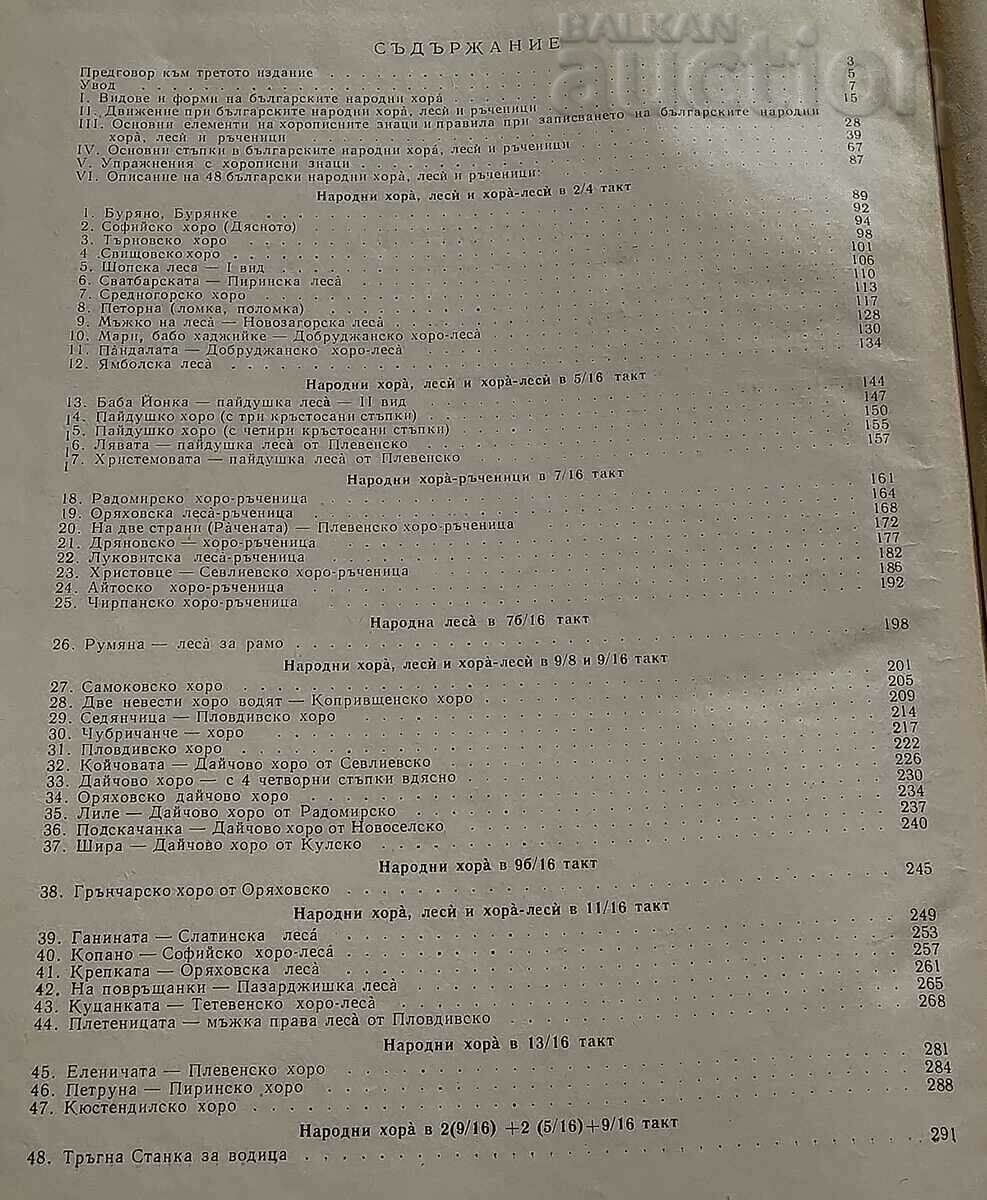 BALKAN
auction
СЪДЪРЖАНИЕ
Предговор към третото издание . . . 3
Увод . . . 5
I. Видове и форми на българските народни хора̀ . . . 7
II. Движение при българските народни хора̀, лесѝ и ръченици . . . 15
III. Основни елементи на хорописните знаци и правила при записването на българските народни
хора̀, лесѝ и ръченици . . . 28
IV. Основни стъпки в българските народни хора̀, лесѝ и ръченици . . . 39
V. Упражнения с хорописни знаци . . . 67
VI. Описание на 48 български народни хора̀, лесѝ и ръченици: . . . 87
Народни хора̀, лесѝ и хора̀-лесѝ в 2/4 такт
1. Буряно, Бурянке . . . 89
2. Софийско хоро (Дясното) . . . 92
3. Търновско хоро . . . 94
4 Свищовско хоро . . . 98
5. Шопска леса — I вид . . . 101
6. Сватбарската — Пиринска леса̀ . . . 106
7. Средногорско хоро . . . 110
8. Петорна (ломка, поломка) . . . 113
9. Мъжко на леса̀ — Новозагорска леса̀ . . . 117
10. Мари, бабо хаджийке — Добруджанско хоро-леса̀ . . . 128
11. Пандалата — Добруджанско хоро-леса̀ . . . 130
12. Ямболска леса̀ . . . 134
Народни хора̀, лесѝ и хора̀-лесѝ в 5/16 такт
13. Баба Йонка — пайдушка леса̀ — II вид . . . 144
14. Пайдушко хоро (с три кръстосани стъпки) . . . 147
15. Пайдушко хоро (с четири кръстосани стъпки) . . . 150
16. Лявата — пайдушка леса̀ от Плевенско . . . 155
17. Христемовата — пайдушка леса̀ от Плевенско . . . 157
Народни хора̀-ръченици в 7/16 такт
18. Радомирско хоро-ръченица . . . 161
19. Оряховска леса̀-ръченица . . . 164
20. На две страни (Ра̀чената) — Плевенско хоро-ръченица . . . 168
21. Дряновско — хоро-ръченица . . . 172
22. Луковитска леса̀-ръченица . . . 177
23. Христовце — Севлиевско хоро-ръченица . . . 182
24. Айтоско хоро-ръченица . . . 186
25. Чирпанско хоро-ръченица . . . 192
Народна леса̀ в 7б/16 такт
26. Румяна — леса̀ за рамо . . . 198
Народни хора̀, лесѝ и хора̀-лесѝ в 9/8 и 9/16 такт
27. Самоковско хоро . . . 201
28. Две невести хоро водят — Копривщенско хоро . . . 205
29. Седянчица — Пловдивско хоро . . . 209
30. Чубричанче — хоро . . . 214
31. Пловдивско хоро . . . 217
32. Койчовата — Дайчово хоро от Севлиевско . . . 222
33. Дайчово хоро — с 4 четворни стъпки вдясно . . . 226
34. Оряховско дайчово хоро . . . 230
35. Лиле — Дайчово хоро от Радомирско . . . 234
36. Подскачанка — Дайчово хоро от Новоселско . . . 237
37. Шира — Дайчово хоро от Кулско . . . 240
Народни хора̀ в 9б/16 такт
38. Грънчарско хоро от Оряховско . . . 245
Народни хора̀, лесѝ и хора̀-лесѝ в 11/16 такт
39. Ганината — Слатинска леса̀ . . . 249
40. Копано — Софийско хоро-леса̀ . . . 253
41. Крепката — Оряховска леса̀ . . . 257
42. На повръщанки — Пазарджишка леса̀ . . . 261
43. Куцанката — Тетевенско хоро-леса̀ . . . 265
44. Плетеницата — мъжка права леса̀ от Пловдивско . . . 268
Народни хора̀ в 13/16 такт
45. Еленичата — Плевенско хоро . . . 281
46. Петруна — Пиринско хоро . . . 284
47. Кюстендилско хоро . . . 288
Народни хора̀ в 2(9/16) +2 (5/16)+9/16 такт
48. Тръгна Станка за водица . . . 291